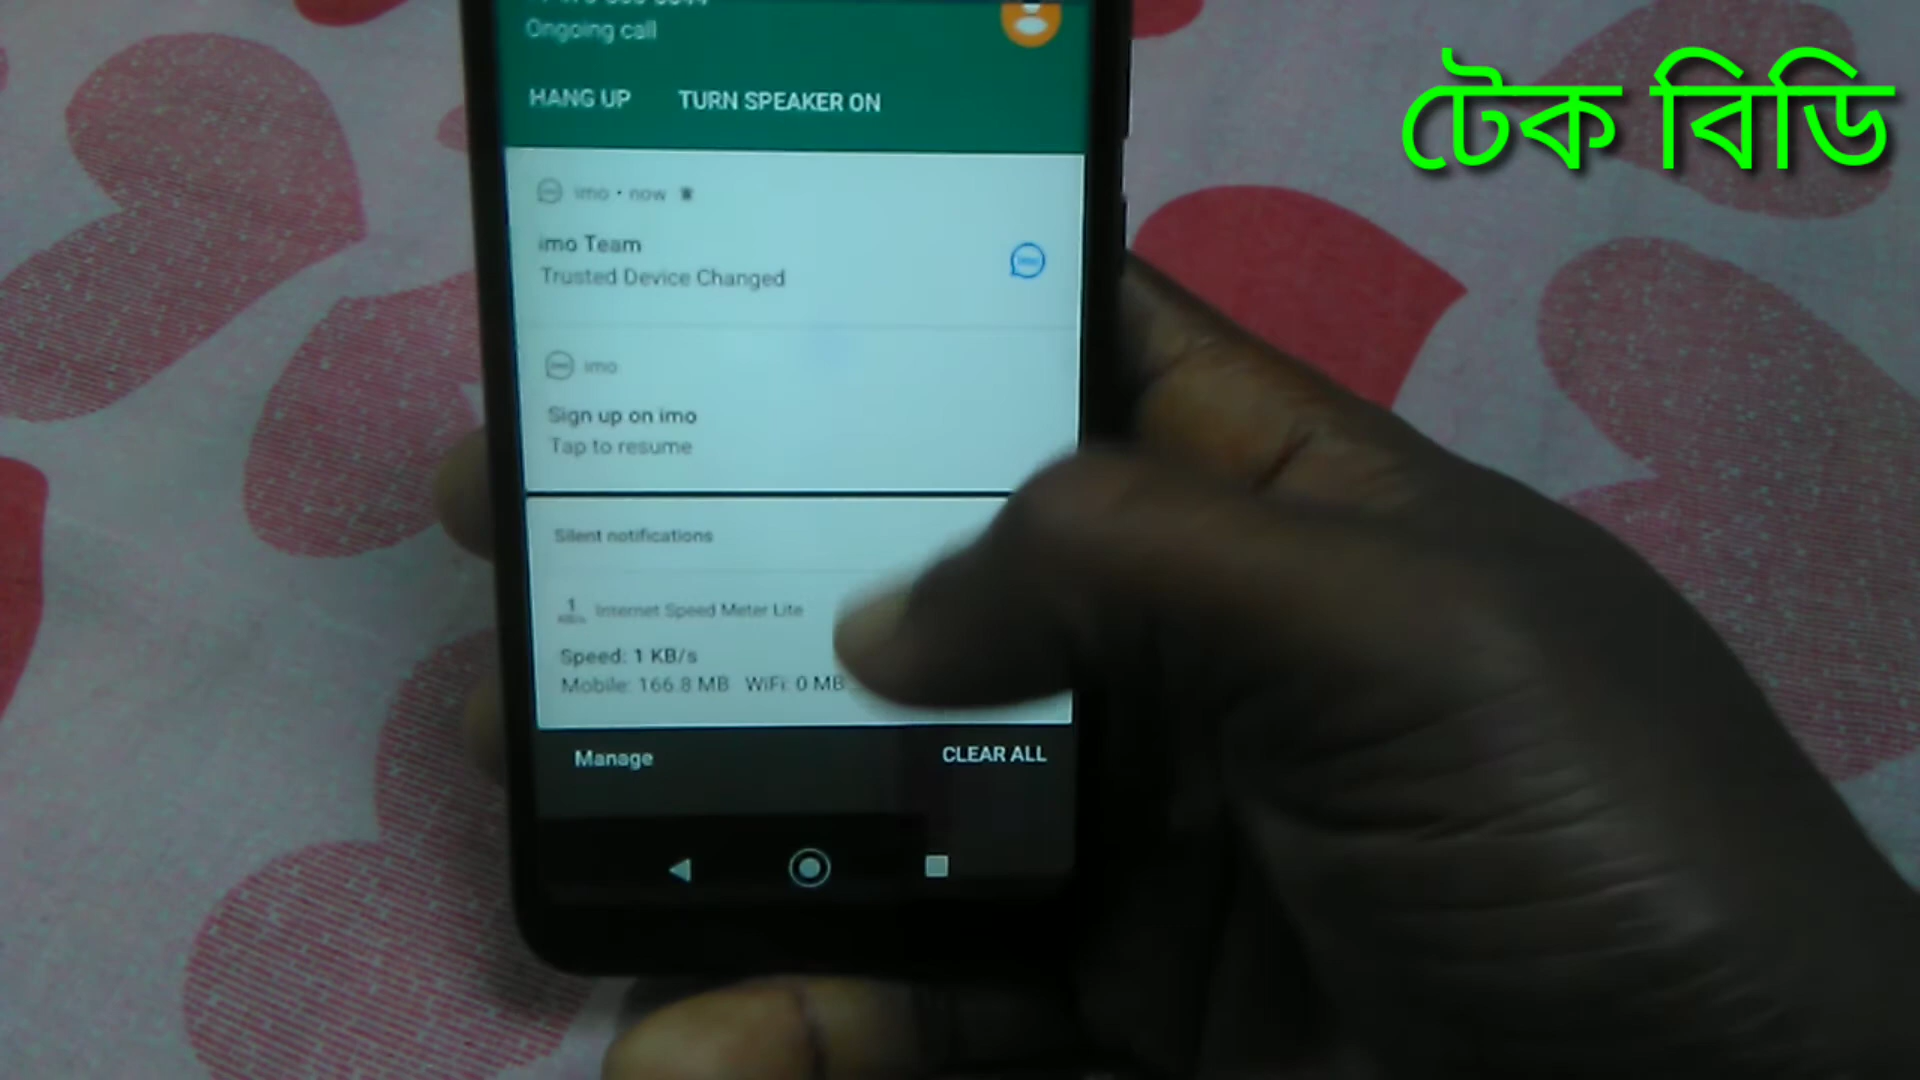 টেক বিডি
Ongoing call
HANG UP TURN SPEAKER ON
imo • now
imo Team
Trusted Device Changed
imo
Sign up on imo
Tap to resume
Silent notifications
1 Internet Speed Meter Lite
Speed: 1 KB/s
Mobile: 166.8 MB WiFi: 0 MB
Manage CLEAR ALL